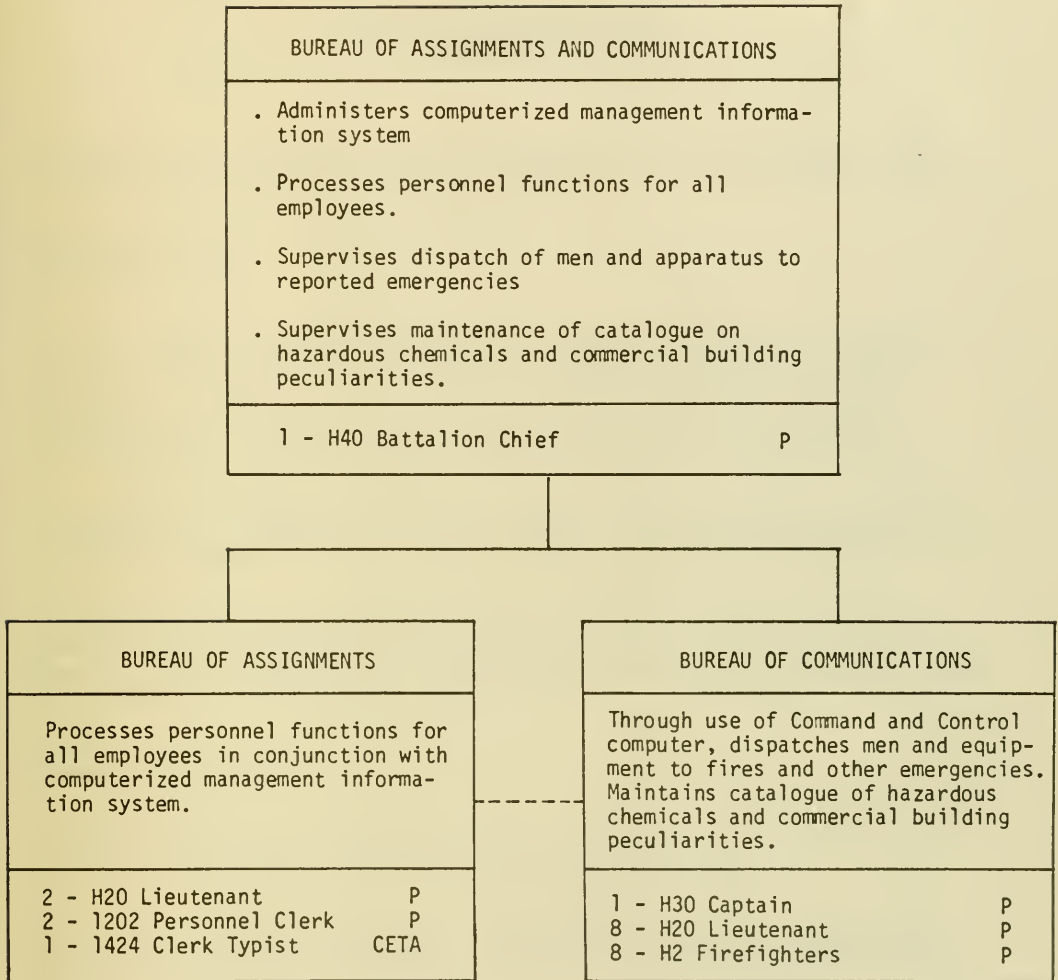 BUREAU OF ASSIGNMENTS AND COMMUNICATIONS
. Administers computerized management informa-
tion system
. Processes personnel functions for all
employees.
. Supervises dispatch of men and apparatus to
reported emergencies
. Supervises maintenance of catalogue on
hazardous chemicals and commercial building
peculiarities.
1 - H40 Battalion Chief P
BUREAU OF ASSIGNMENTS
Processes personnel functions for
all employees in conjunction with
computerized management informa-
tion system.
2 - H20 Lieutenant P
2 - 1202 Personnel Clerk P
1 - 1424 Clerk Typist CETA
BUREAU OF COMMUNICATIONS
Through use of Command and Control
computer, dispatches men and equip-
ment to fires and other emergencies.
Maintains catalogue of hazardous
chemicals and commercial building
peculiarities.
1 - H30 Captain P
8 - H20 Lieutenant P
8 - H2 Firefighters P